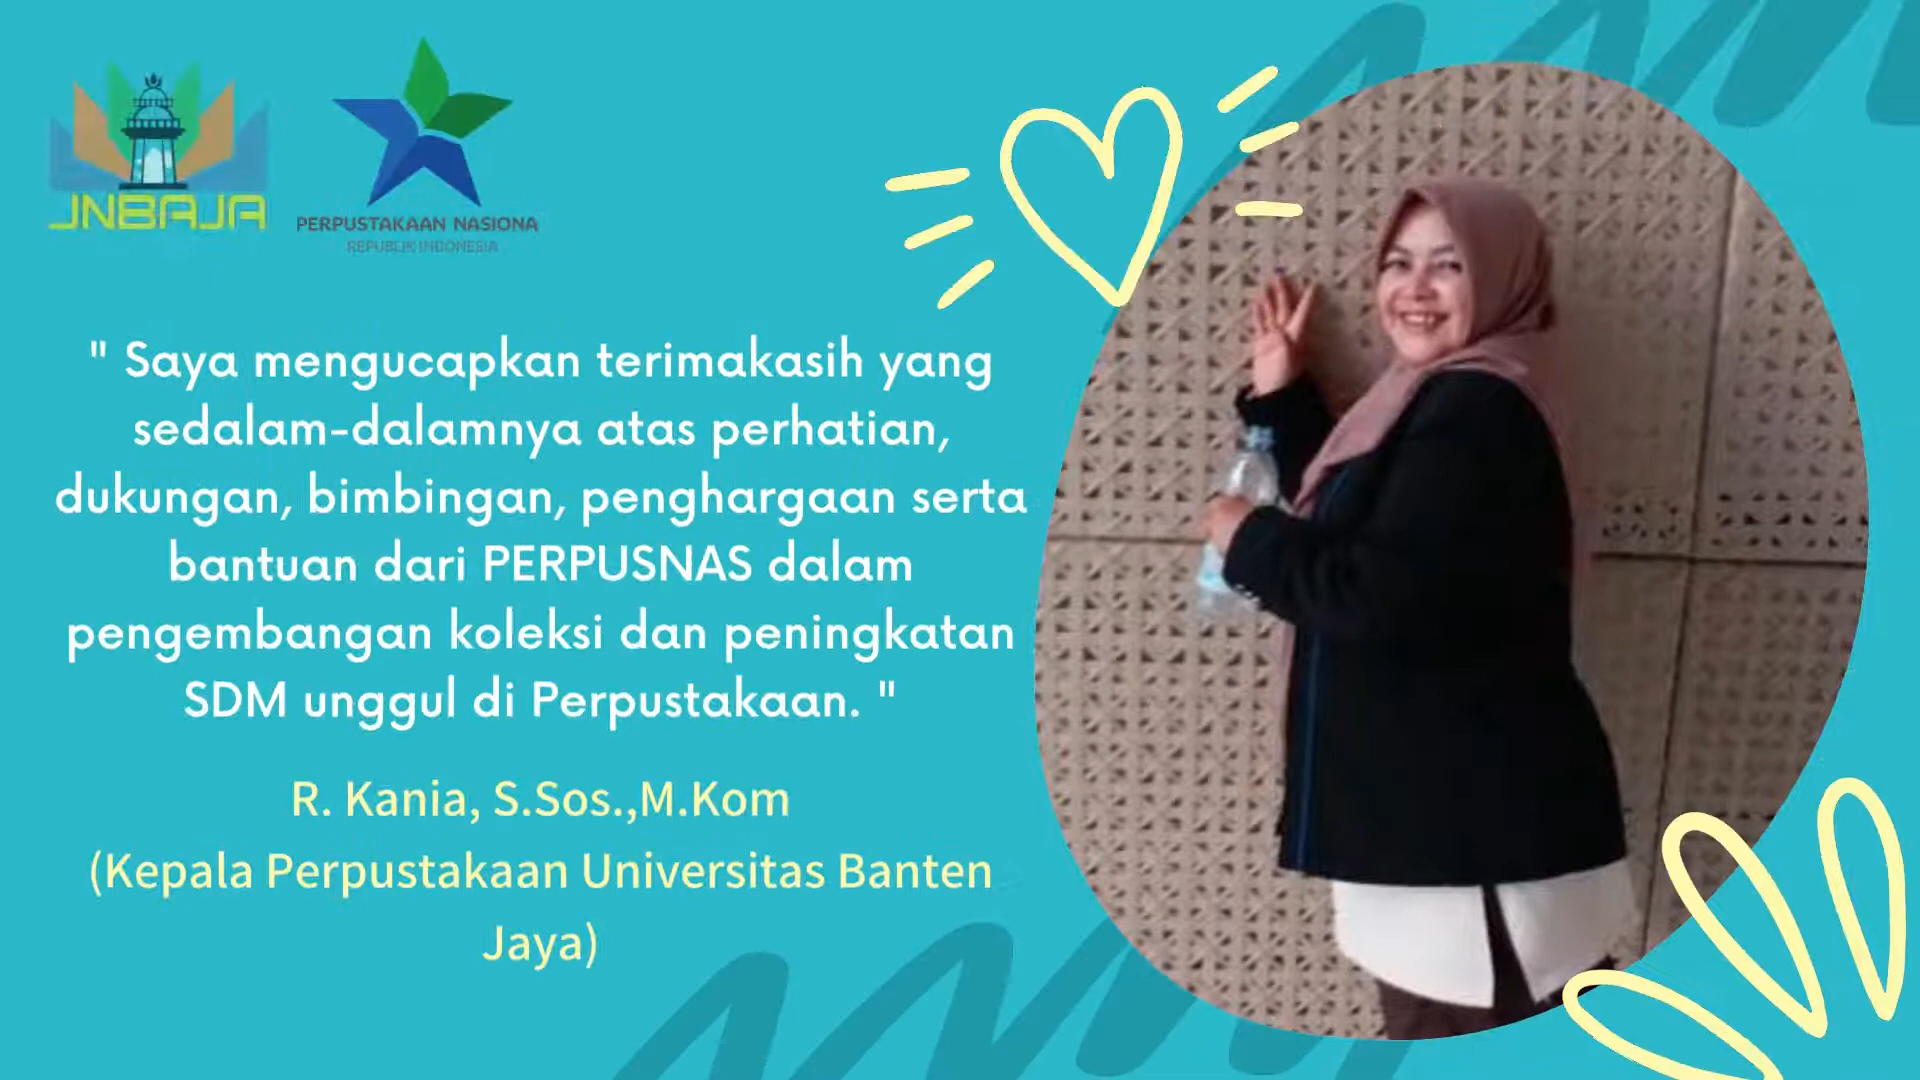 UNBAJA
PERPUSTAKAAN NASIONA
REPUBLIK INDONESIA
" Saya mengucapkan terimakasih yang
sedalam-dalamnya atas perhatian,
dukungan, bimbingan, penghargaan serta
bantuan dari PERPUSNAS dalam
pengembangan koleksi dan peningkatan
SDM unggul di Perpustakaan. "
R. Kania, S.Sos.,M.Kom
(Kepala Perpustakaan Universitas Banten
Jaya)